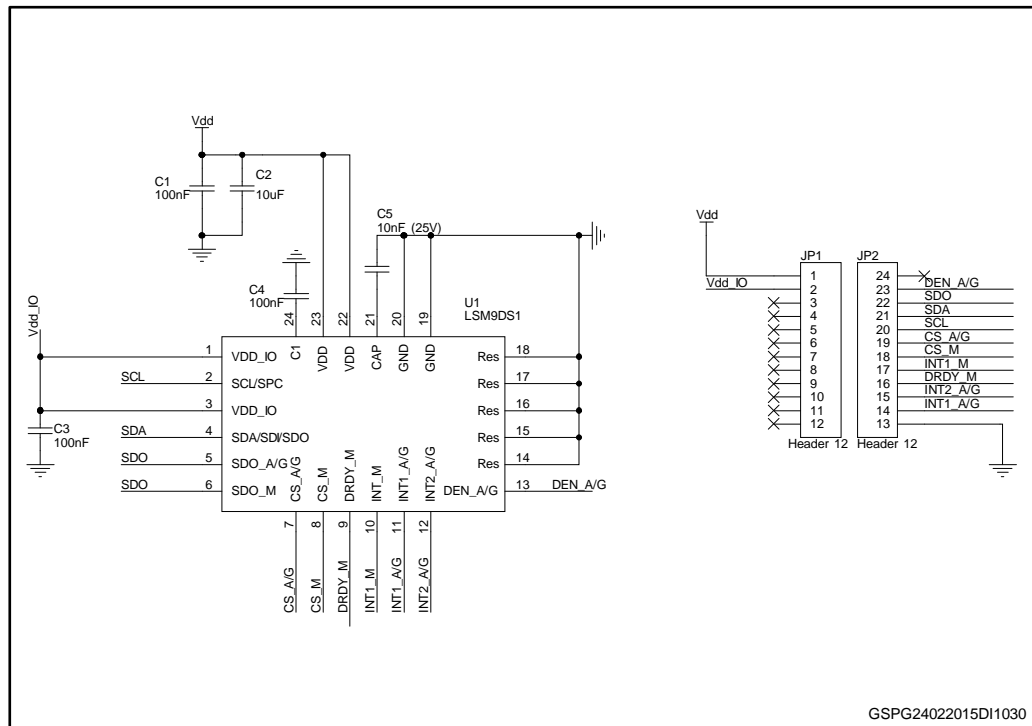 Vdd
C1
100nF
C2
10uF
C5
10nF (25V)
C4
100nF
U1
LSM9DS1
Vdd_IO
24
23
22
21
20
19
C1
VDD
VDD
CAP
GND
GND
1 VDD_IO
SCL 2 SCL/SPC
3 VDD_IO
SDA 4 SDA/SDI/SDO
SDO 5 SDO_A/G
SDO 6 SDO_M
C3
100nF
Res 18
Res 17
Res 16
Res 15
Res 14
DEN_A/G 13 DEN_A/G
CS_A/G
CS_M
DRDY_M
INT_M
INT1_A/G
INT2_A/G
7
8
9
10
11
12
CS_A/G
CS_M
DRDY_M
INT1_M
INT1_A/G
INT2_A/G
Vdd
Vdd_IO
JP1
1
2
3
4
5
6
7
8
9
10
11
12
Header 12
JP2
24
23 DEN_A/G
22 SDO
21 SDA
20 SCL
19 CS_A/G
18 CS_M
17 INT1_M
16 DRDY_M
15 INT2_A/G
14 INT1_A/G
13
Header 12
GSPG24022015DI1030